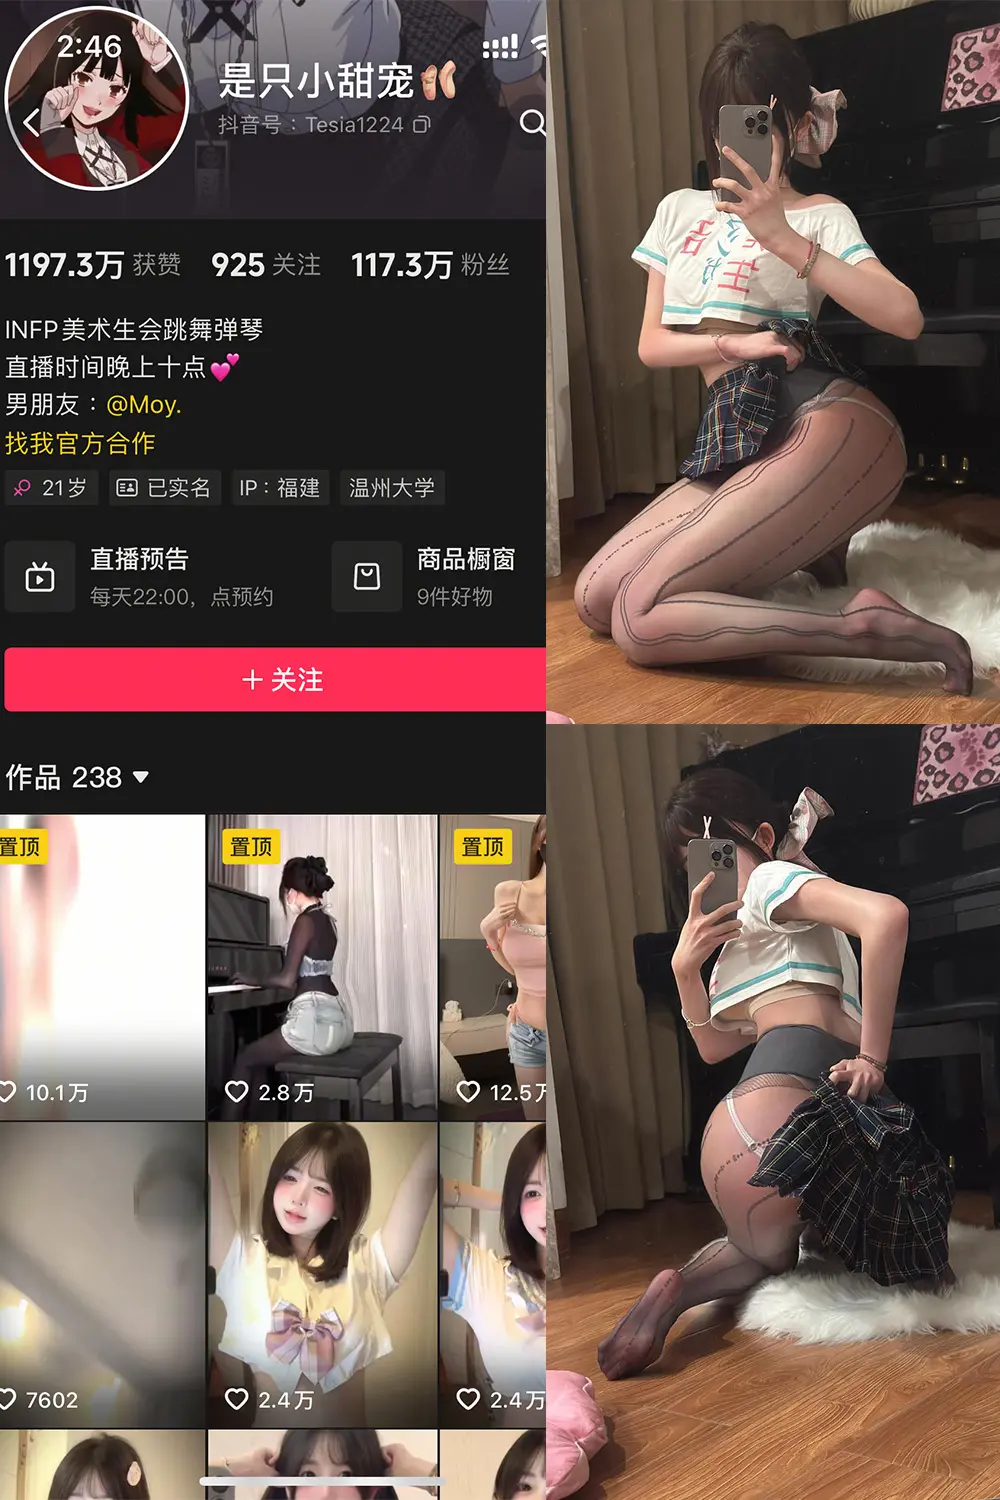 2:46
是只小甜宠
抖音号：Tesia1224
1197.3万 获赞 925 关注 117.3万 粉丝
INFP美术生会跳舞弹琴
直播时间晚上十点💕
男朋友：@Moy.
找我官方合作
21岁 已实名 IP：福建 温州大学
直播预告 商品橱窗
每天22:00，点预约 9件好物
+ 关注
作品 238
置顶 置顶 置顶
10.1万 2.8万 12.5万
7602 2.4万 2.4万